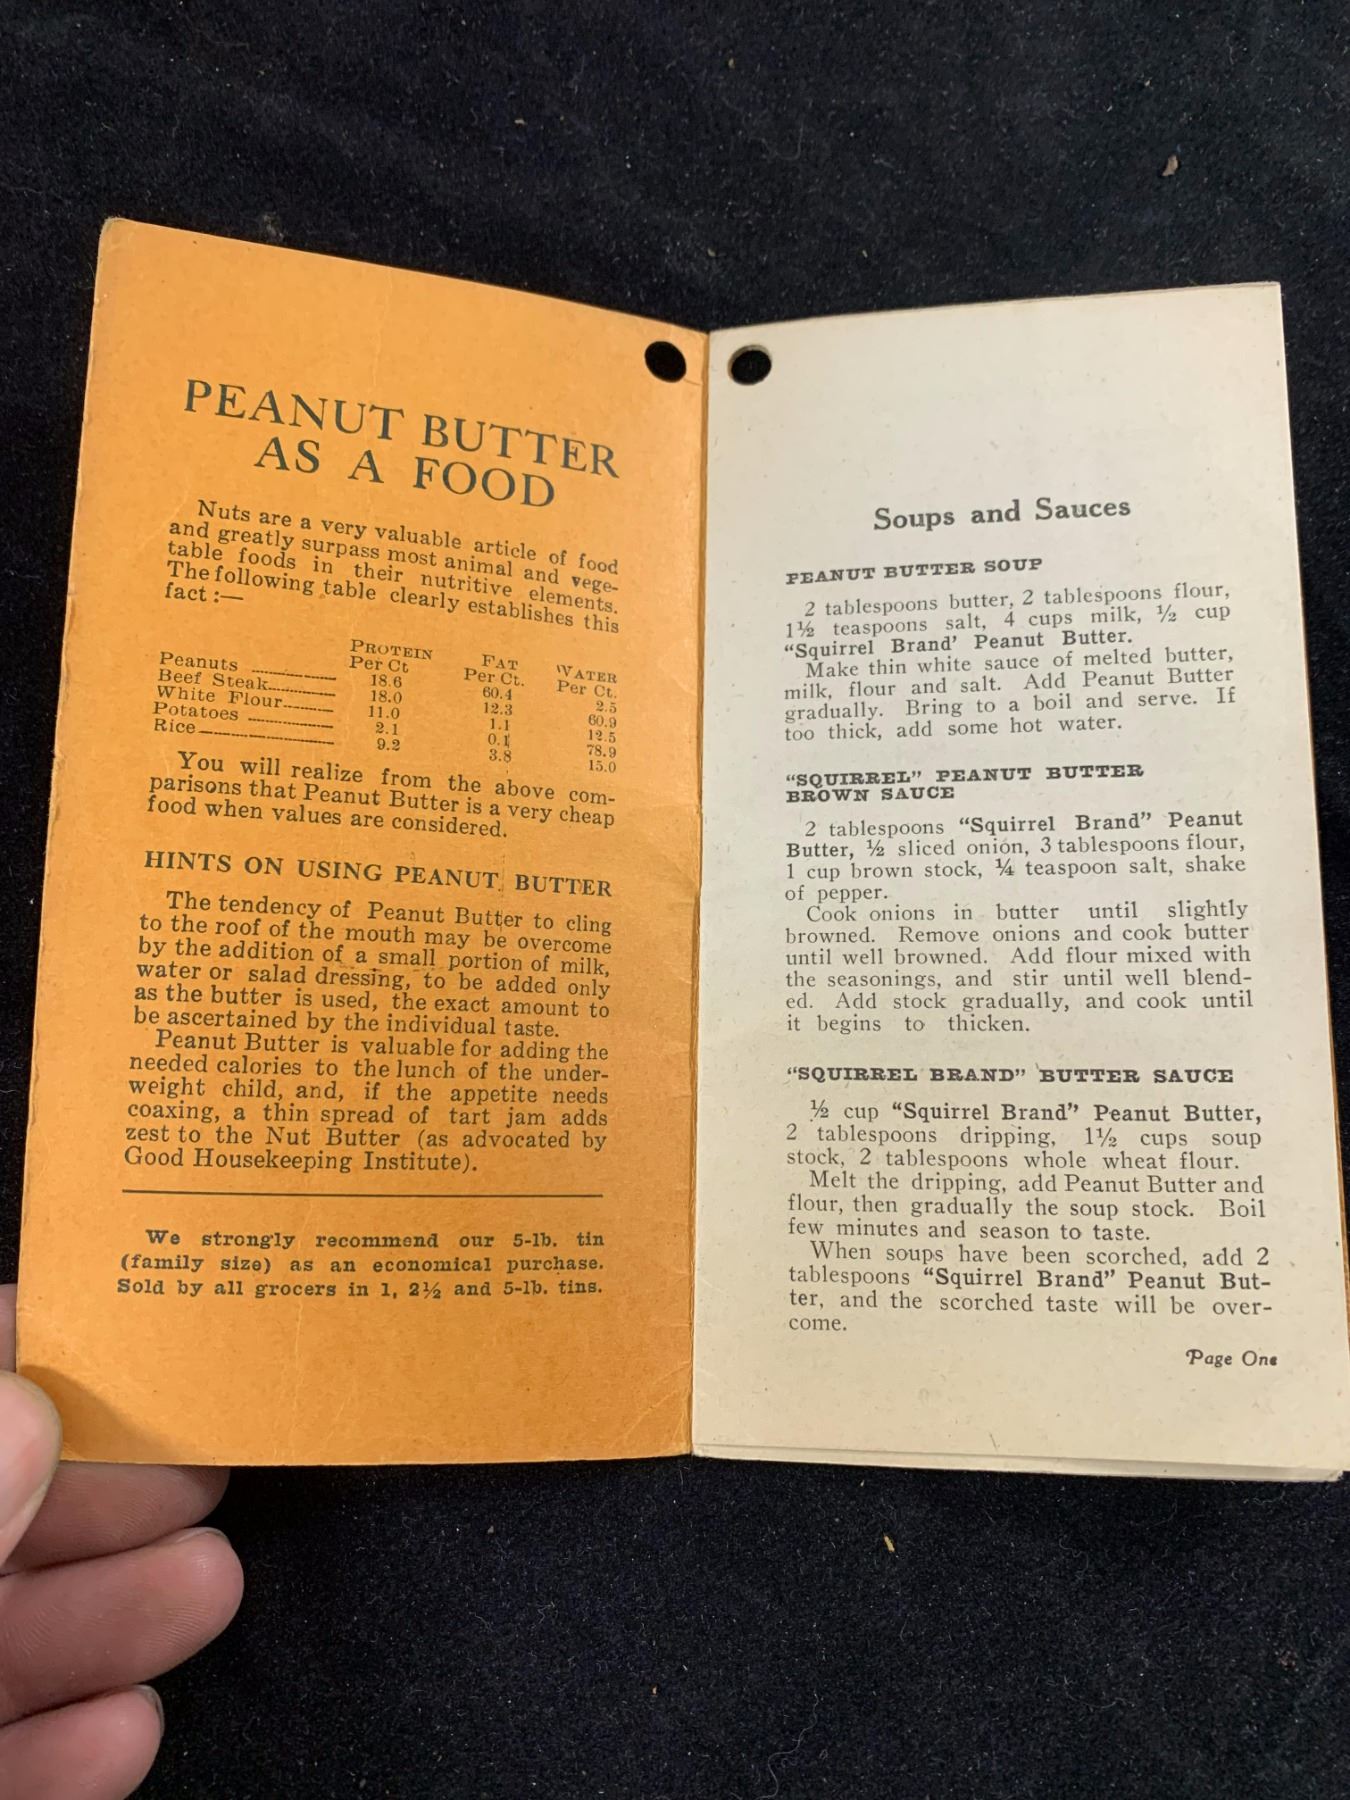 PEANUT BUTTER
AS A FOOD
Nuts are a very valuable article of food
and greatly surpass most animal and vege-
table foods in their nutritive elements.
The following table clearly establishes this
fact :—
PROTEIN FAT WATER
Per Ct Per Ct. Per Ct.
Peanuts 18.6 60.4 2.5
Beef Steak 18.0 12.3 60.9
White Flour 11.0 1.1 12.5
Potatoes 2.1 0.1 78.9
Rice 9.2 3.8 15.0
You will realize from the above com-
parisons that Peanut Butter is a very cheap
food when values are considered.
HINTS ON USING PEANUT BUTTER
The tendency of Peanut Butter to cling
to the roof of the mouth may be overcome
by the addition of a small portion of milk,
water or salad dressing, to be added only
as the butter is used, the exact amount to
be ascertained by the individual taste.
Peanut Butter is valuable for adding the
needed calories to the lunch of the under-
weight child, and, if the appetite needs
coaxing, a thin spread of tart jam adds
zest to the Nut Butter (as advocated by
Good Housekeeping Institute).
We strongly recommend our 5-lb. tin
(family size) as an economical purchase.
Sold by all grocers in 1, 2½ and 5-lb. tins.
Soups and Sauces
PEANUT BUTTER SOUP
2 tablespoons butter, 2 tablespoons flour,
1½ teaspoons salt, 4 cups milk, ½ cup
“Squirrel Brand’ Peanut Butter.
Make thin white sauce of melted butter,
milk, flour and salt. Add Peanut Butter
gradually. Bring to a boil and serve. If
too thick, add some hot water.
“SQUIRREL” PEANUT BUTTER
BROWN SAUCE
2 tablespoons “Squirrel Brand” Peanut
Butter, ½ sliced onion, 3 tablespoons flour,
1 cup brown stock, ¼ teaspoon salt, shake
of pepper.
Cook onions in butter until slightly
browned. Remove onions and cook butter
until well browned. Add flour mixed with
the seasonings, and stir until well blend-
ed. Add stock gradually, and cook until
it begins to thicken.
“SQUIRREL BRAND” BUTTER SAUCE
½ cup “Squirrel Brand” Peanut Butter,
2 tablespoons dripping, 1½ cups soup
stock, 2 tablespoons whole wheat flour.
Melt the dripping, add Peanut Butter and
flour, then gradually the soup stock. Boil
few minutes and season to taste.
When soups have been scorched, add 2
tablespoons “Squirrel Brand” Peanut But-
ter, and the scorched taste will be over-
come.
Page One